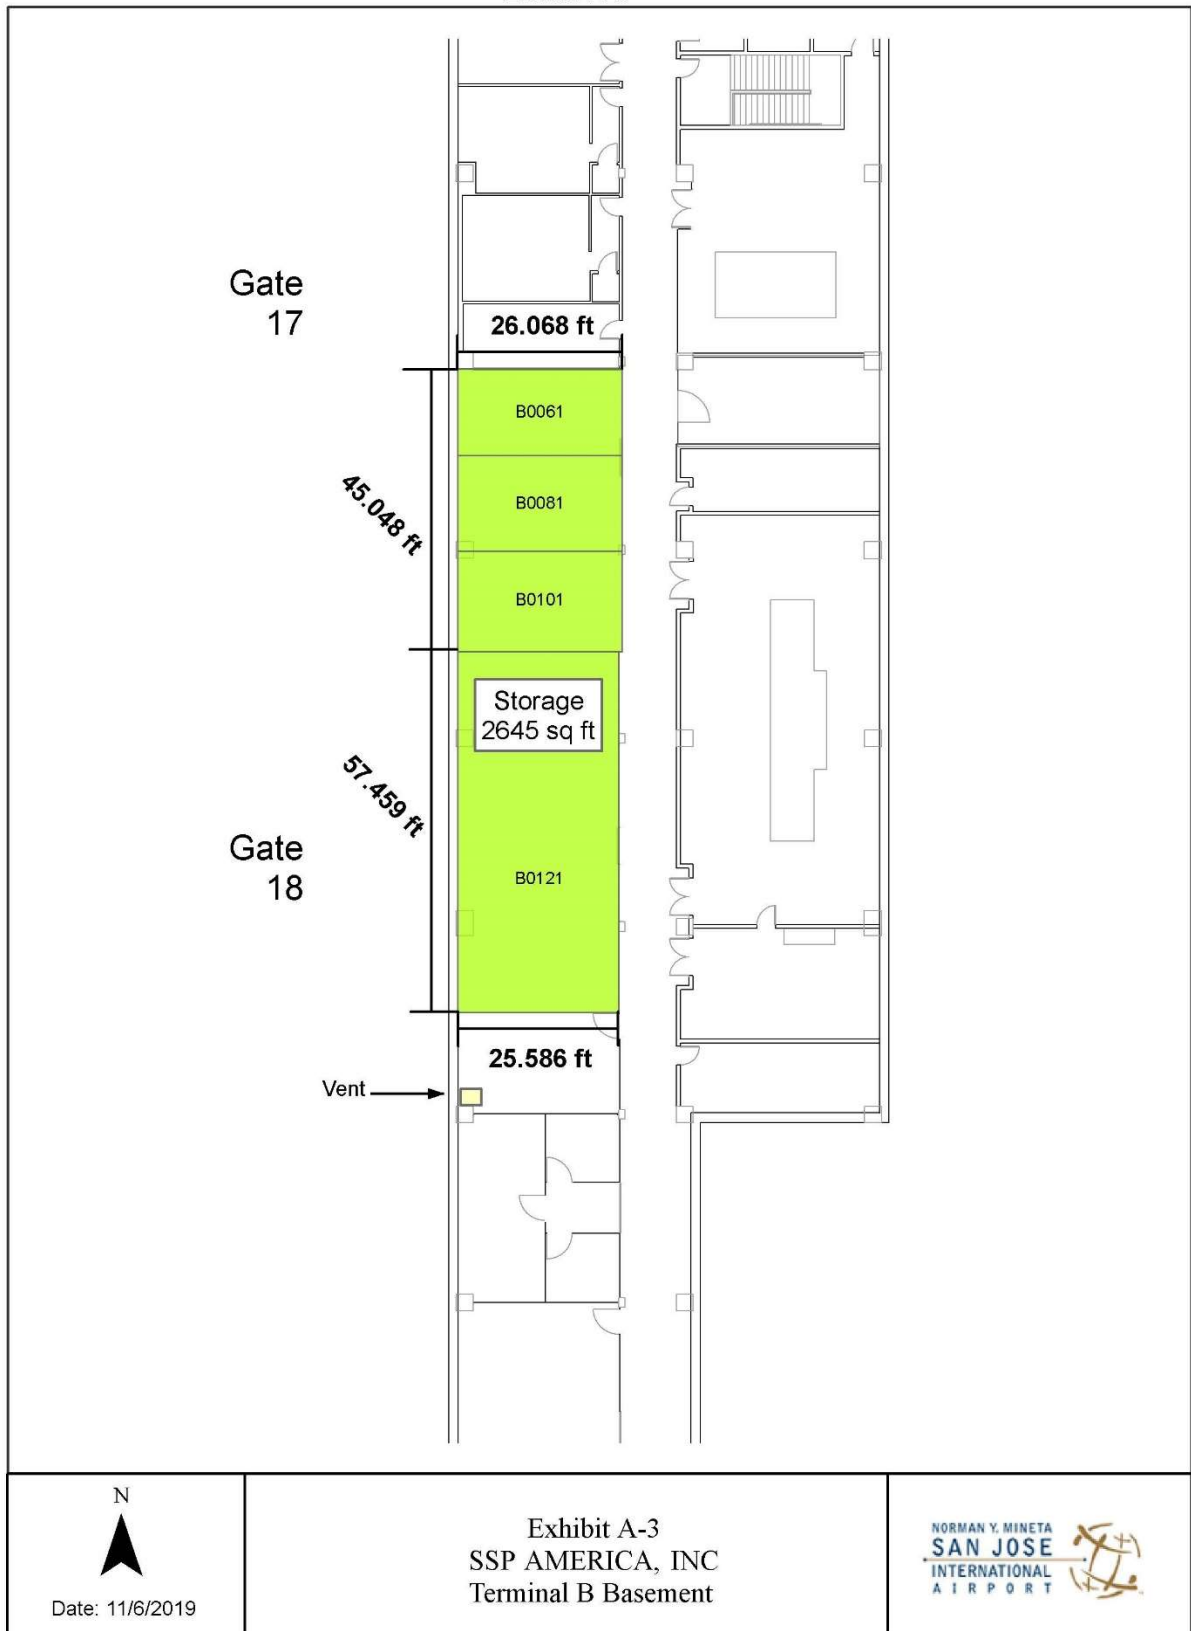 Gate
17
26.068 ft
B0061
45.048 ft
B0081
B0101
Storage
2645 sq ft
57.459 ft
Gate
18
B0121
25.586 ft
Vent
N
Date: 11/6/2019
Exhibit A-3
SSP AMERICA, INC
Terminal B Basement
NORMAN Y. MINETA
SAN JOSE
INTERNATIONAL
AIRPORT